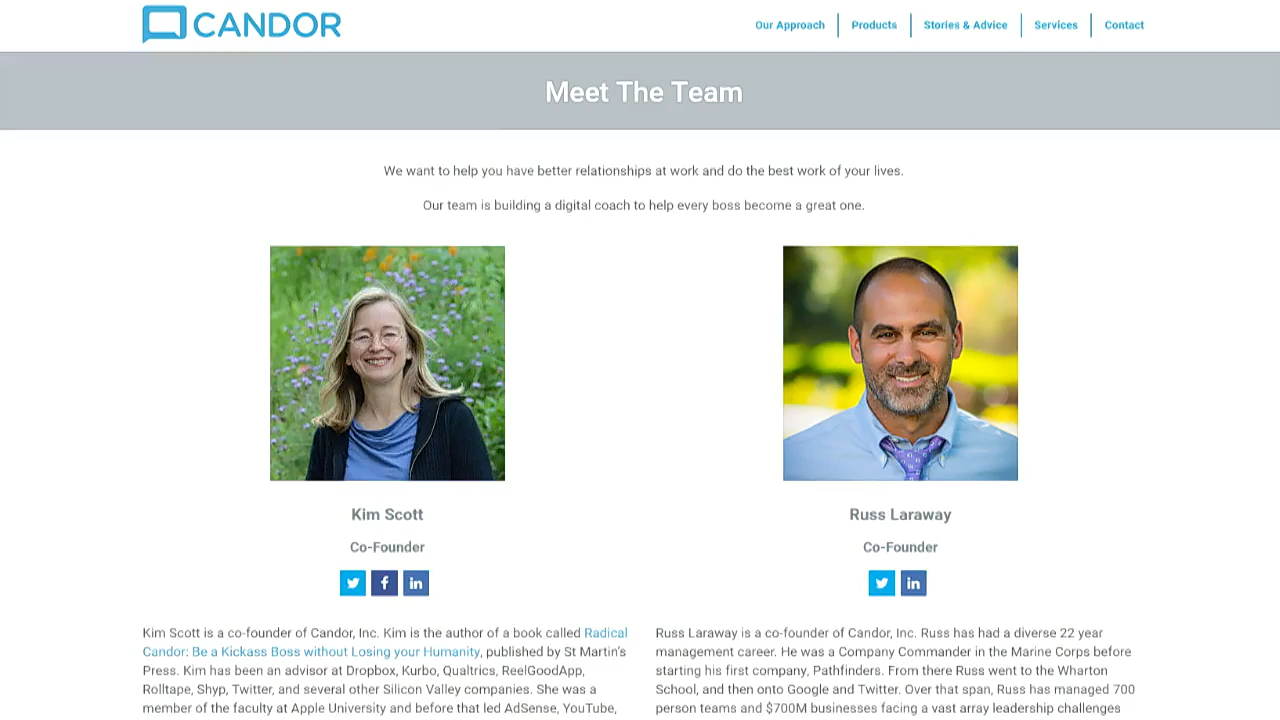 CANDOR
Our Approach
Products
Stories & Advice
Services
Contact
Meet The Team
We want to help you have better relationships at work and do the best work of your lives.
Our team is building a digital coach to help every boss become a great one.
Kim Scott
Co-Founder
Kim Scott is a co-founder of Candor, Inc. Kim is the author of a book called Radical
Candor: Be a Kickass Boss without Losing your Humanity, published by St Martin's
Press. Kim has been an advisor at Dropbox, Kurbo, Qualtrics, ReelGoodApp,
Rolltape, Shyp, Twitter, and several other Silicon Valley companies. She was a
member of the faculty at Apple University and before that led AdSense, YouTube,
Russ Laraway
Co-Founder
Russ Laraway is a co-founder of Candor, Inc. Russ has had a diverse 22 year
management career. He was a Company Commander in the Marine Corps before
starting his first company, Pathfinders. From there Russ went to the Wharton
School, and then onto Google and Twitter. Over that span, Russ has managed 700
person teams and $700M businesses facing a vast array leadership challenges